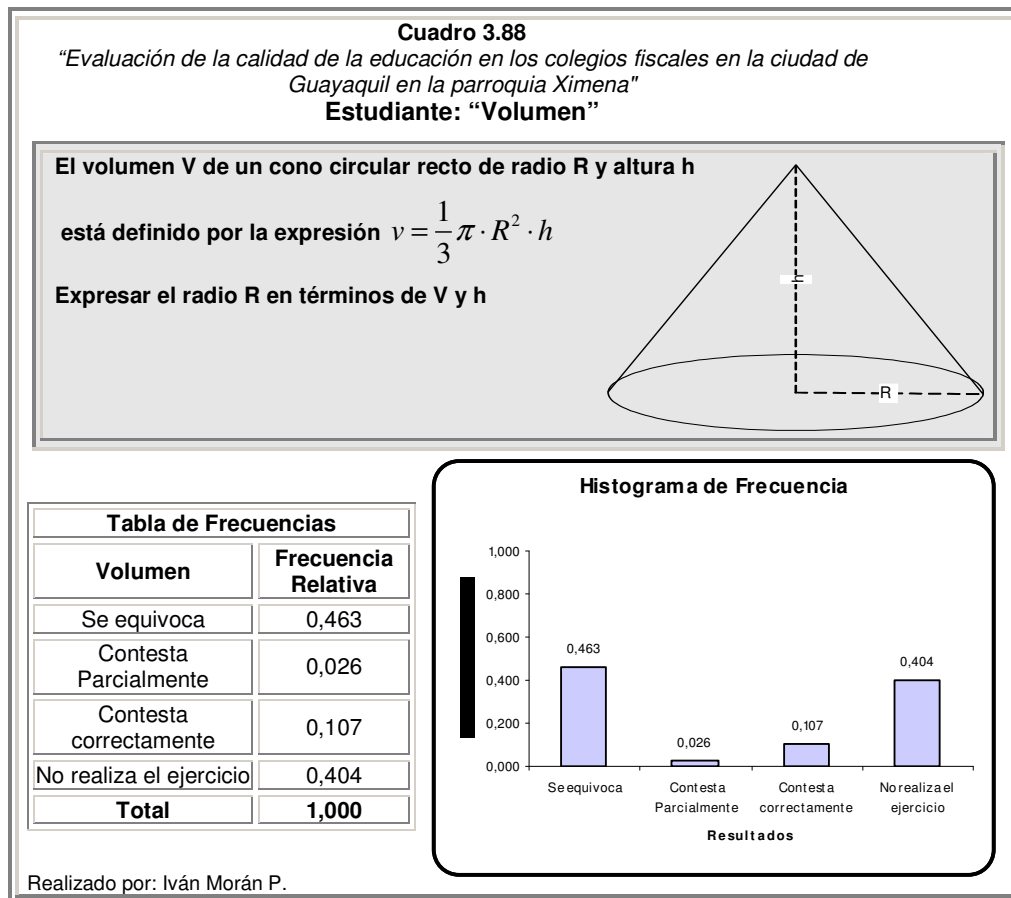 Cuadro 3.88
“Evaluación de la calidad de la educación en los colegios fiscales en la ciudad de
Guayaquil en la parroquia Ximena"
Estudiante: “Volumen”
El volumen V de un cono circular recto de radio R y altura h
está definido por la expresión v = 1/3 π · R² · h
Expresar el radio R en términos de V y h
h
R
Tabla de Frecuencias
Volumen
Frecuencia
Relativa
Se equivoca 0,463
Contesta
Parcialmente
0,026
Contesta
correctamente
0,107
No realiza el ejercicio 0,404
Total 1,000
Histograma de Frecuencia
1,000
0,800
0,600
0,400
0,200
0,000
0,463
0,026
0,107
0,404
Se equivoca
Contesta
Parcialmente
Contesta
correctamente
No realiza el
ejercicio
Resultados
Realizado por: Iván Morán P.